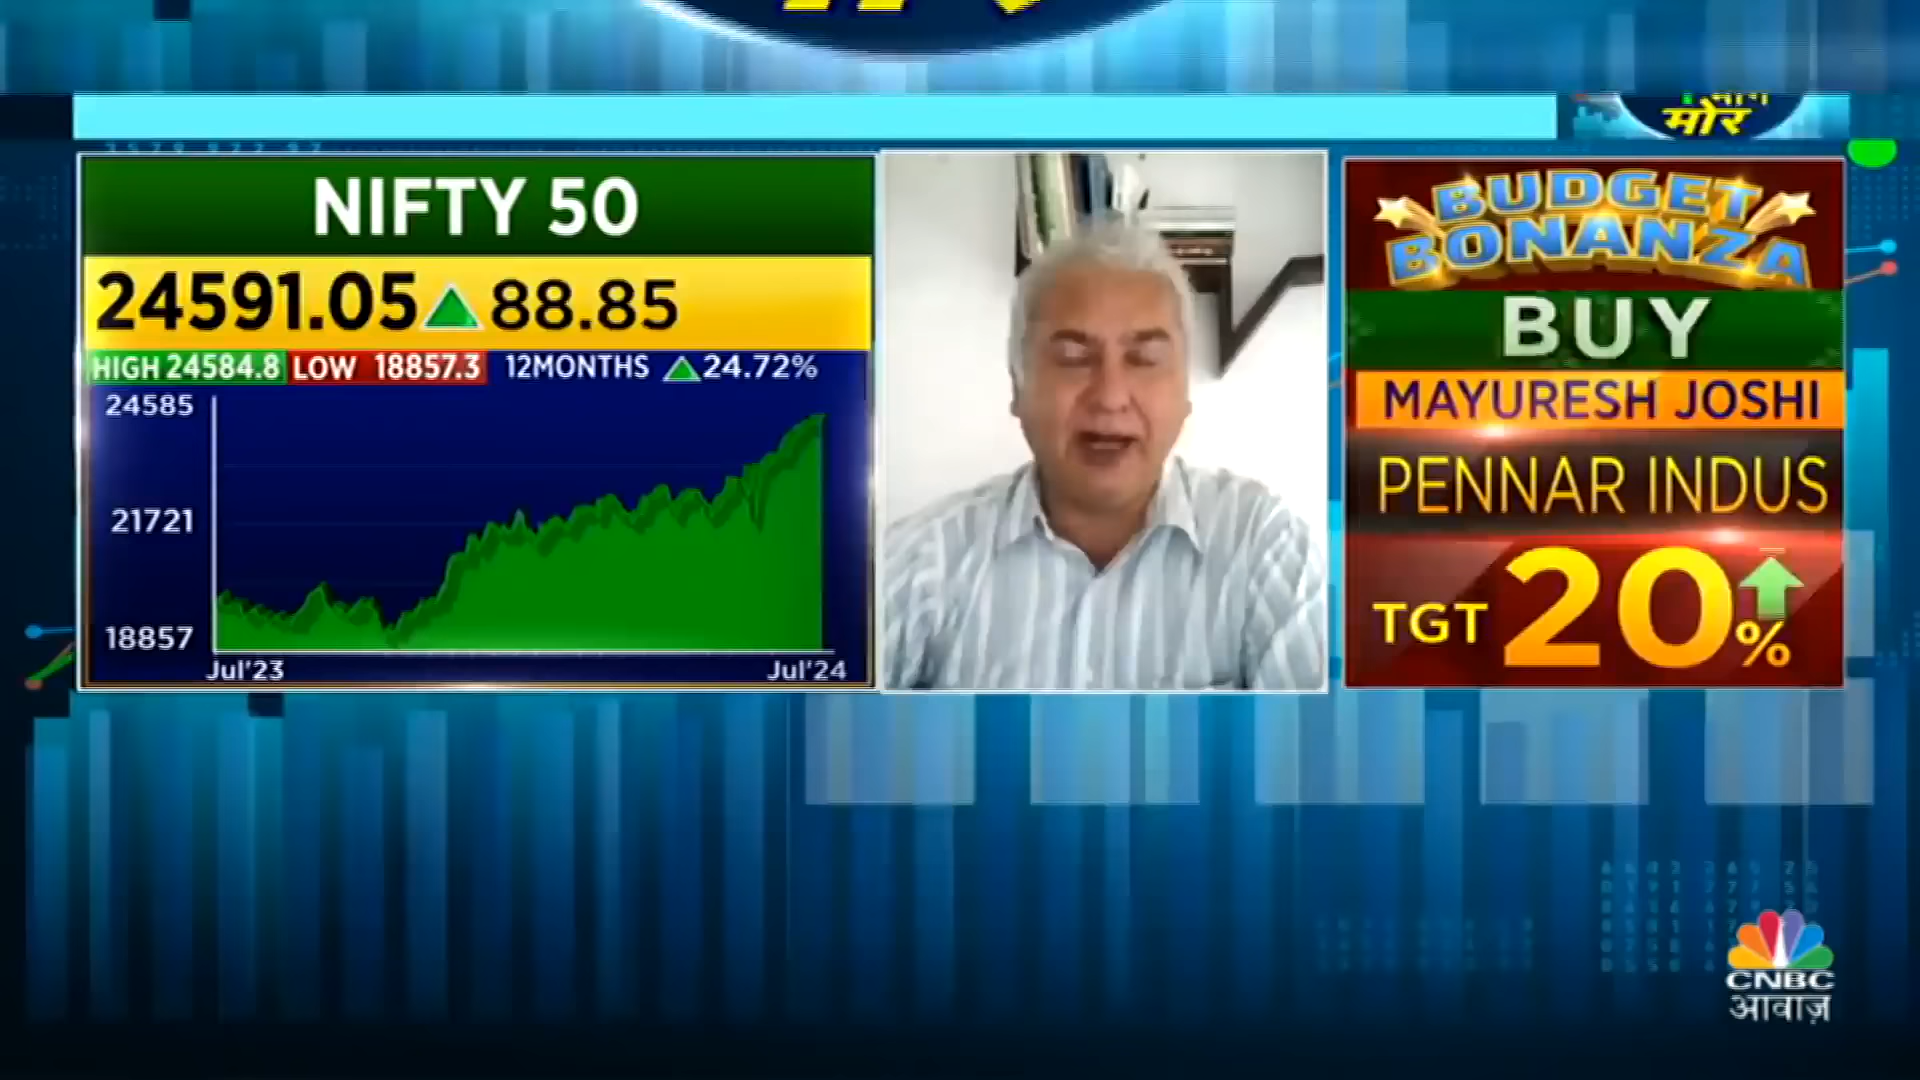 मोर
NIFTY 50
24591.05 ▲ 88.85
HIGH 24584.8 LOW 18857.3 12MONTHS ▲ 24.72%
24585
21721
18857
Jul'23 Jul'24
BUDGET
BONANZA
BUY
MAYURESH JOSHI
PENNAR INDUS
TGT 20%
CNBC
आवाज़